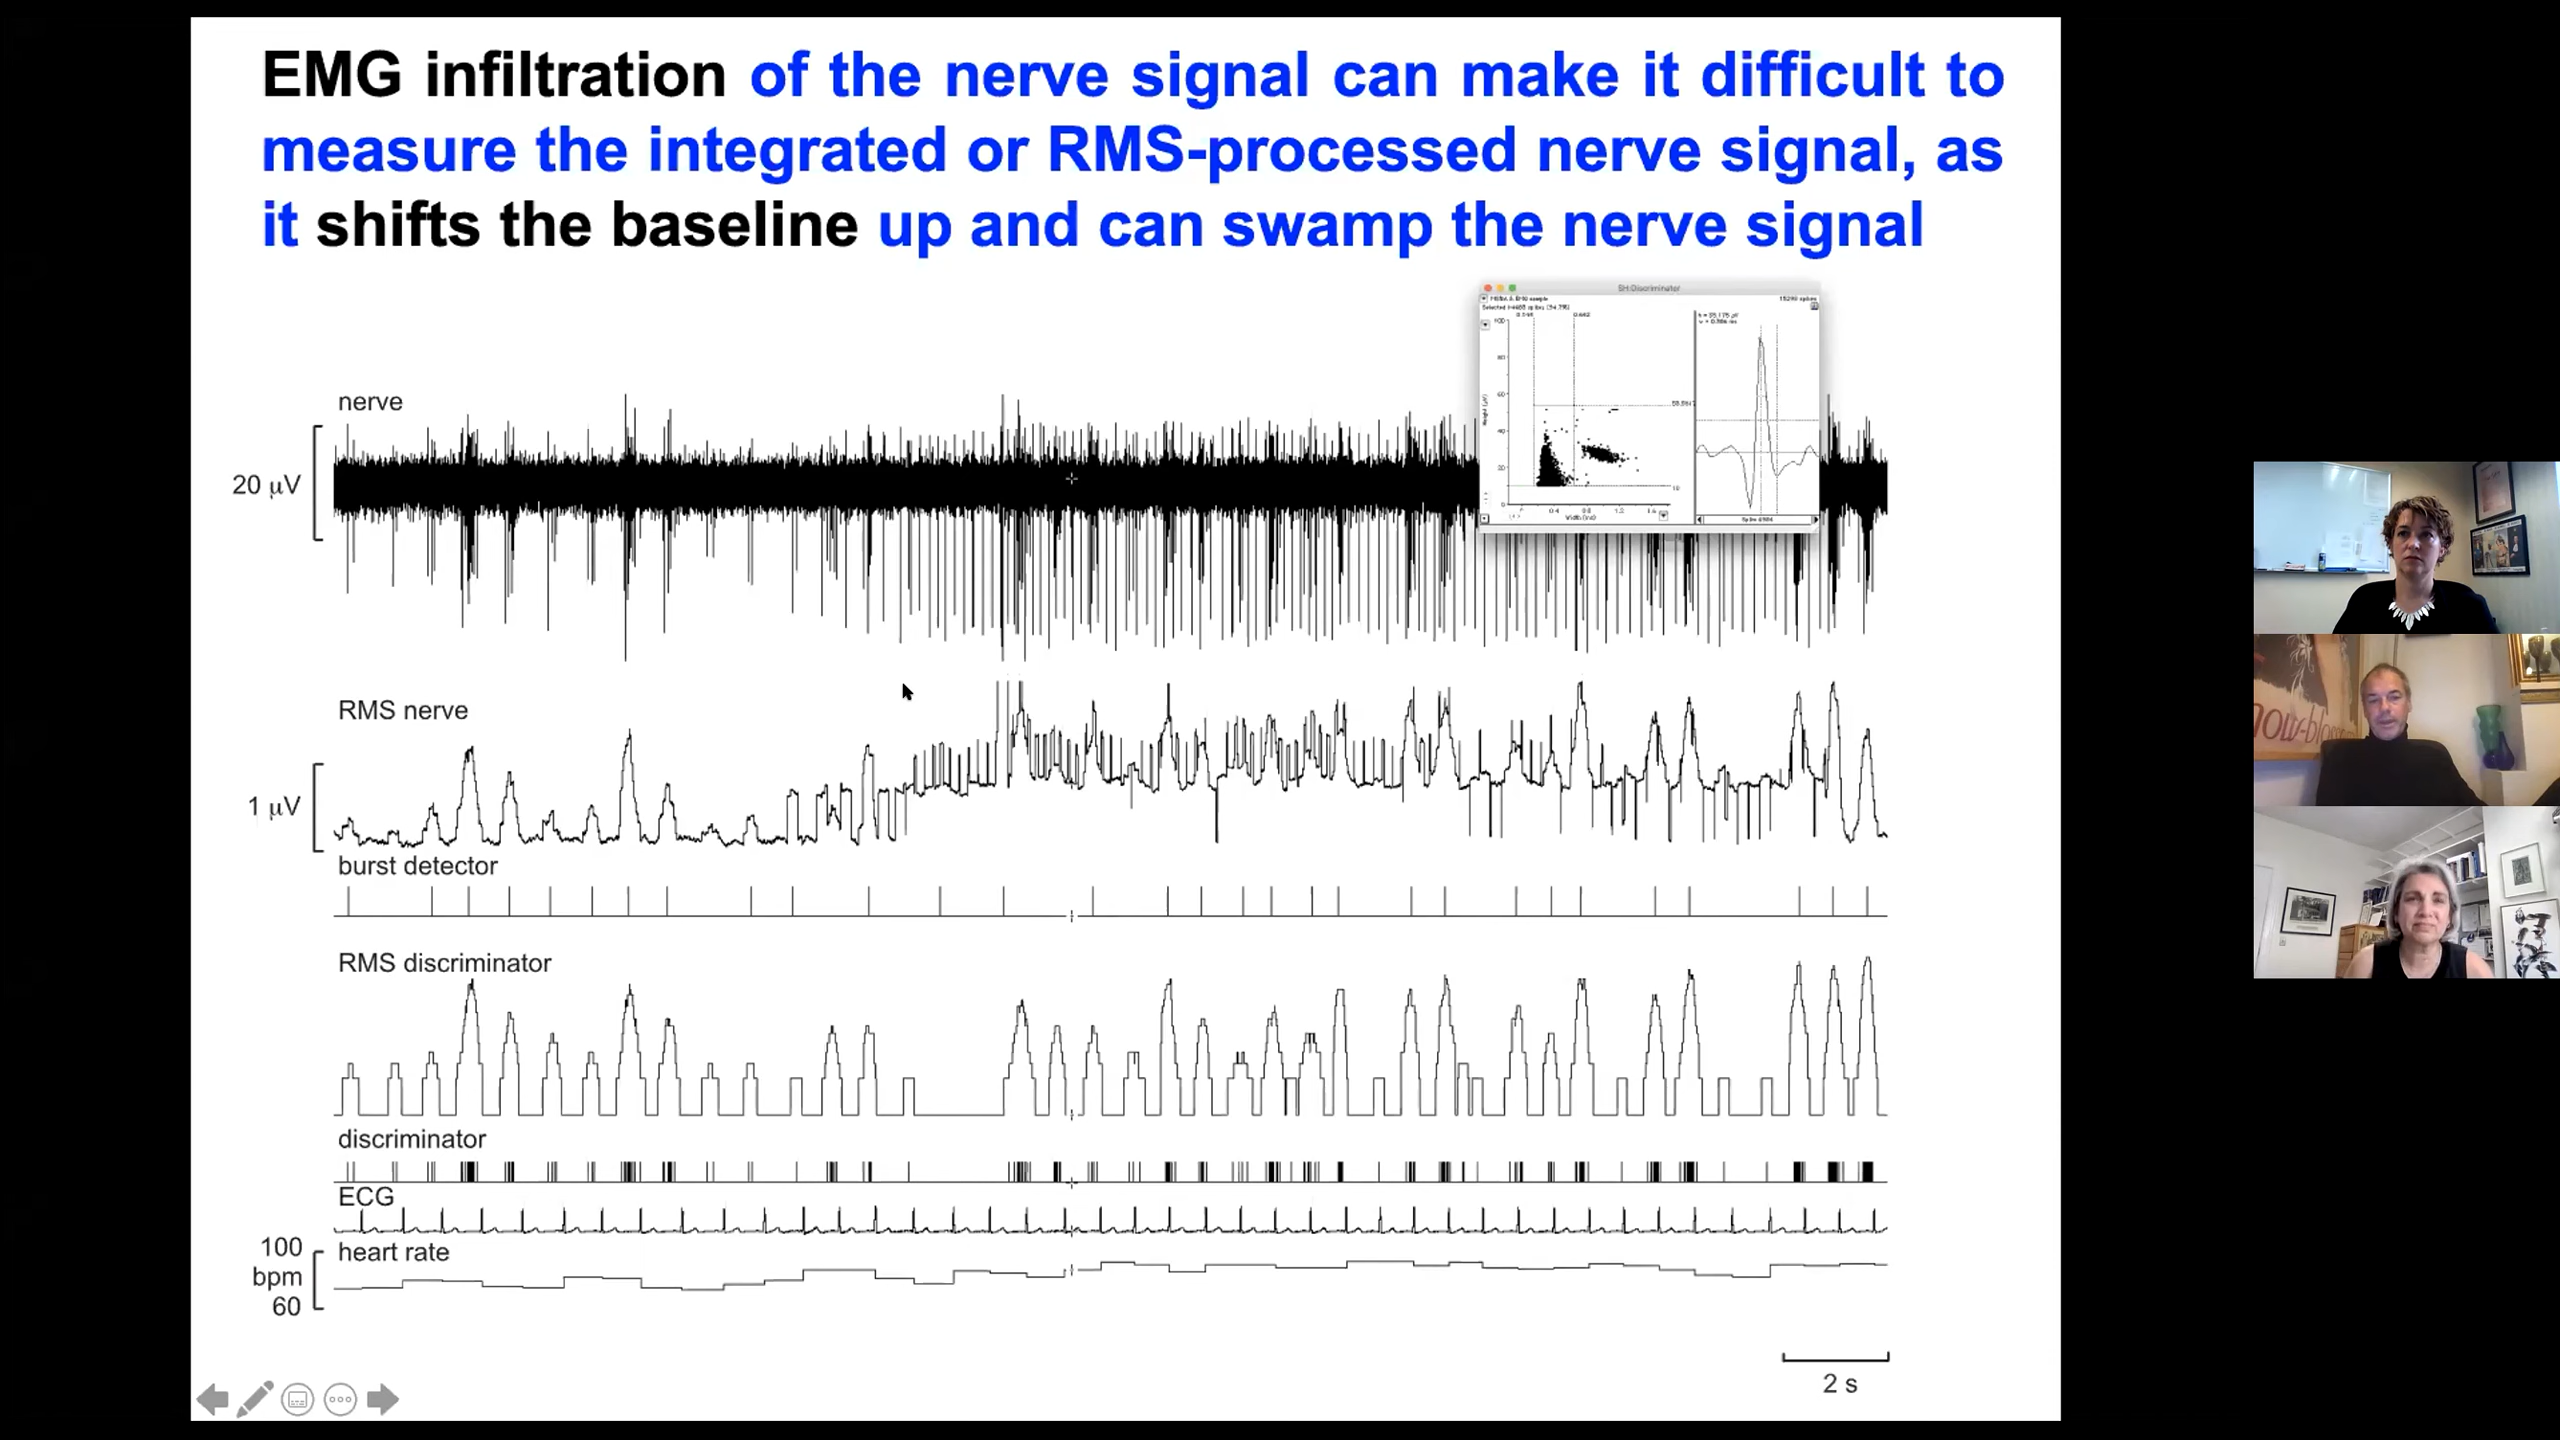 EMG infiltration of the nerve signal can make it difficult to
measure the integrated or RMS-processed nerve signal, as
it shifts the baseline up and can swamp the nerve signal
SH:Discriminator
nerve
20 µV
RMS nerve
1 µV
burst detector
RMS discriminator
discriminator
ECG
100
heart rate
bpm
60
2 s